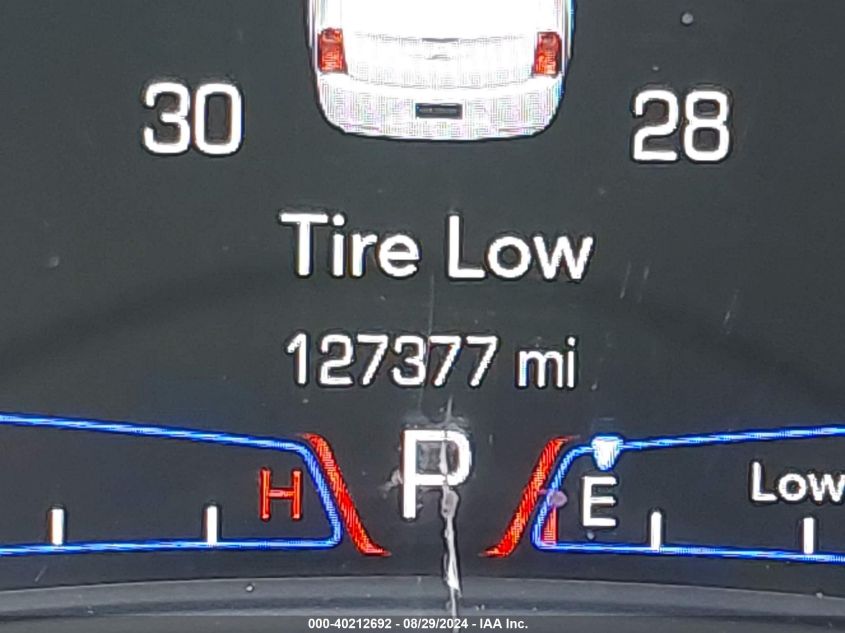 30 28
Tire Low
127377 mi
H P E Low
000-40212692 - 08/29/2024 - IAA Inc.